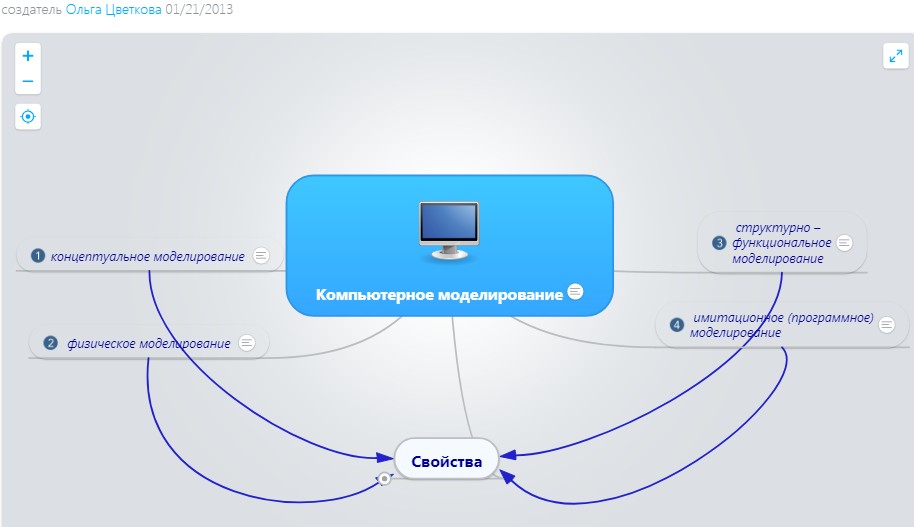 создатель Ольга Цветкова 01/21/2013
Компьютерное моделирование
1 концептуальное моделирование
2 физическое моделирование
3 структурно –
функциональное
моделирование
4 имитационное (программное)
моделирование
Свойства